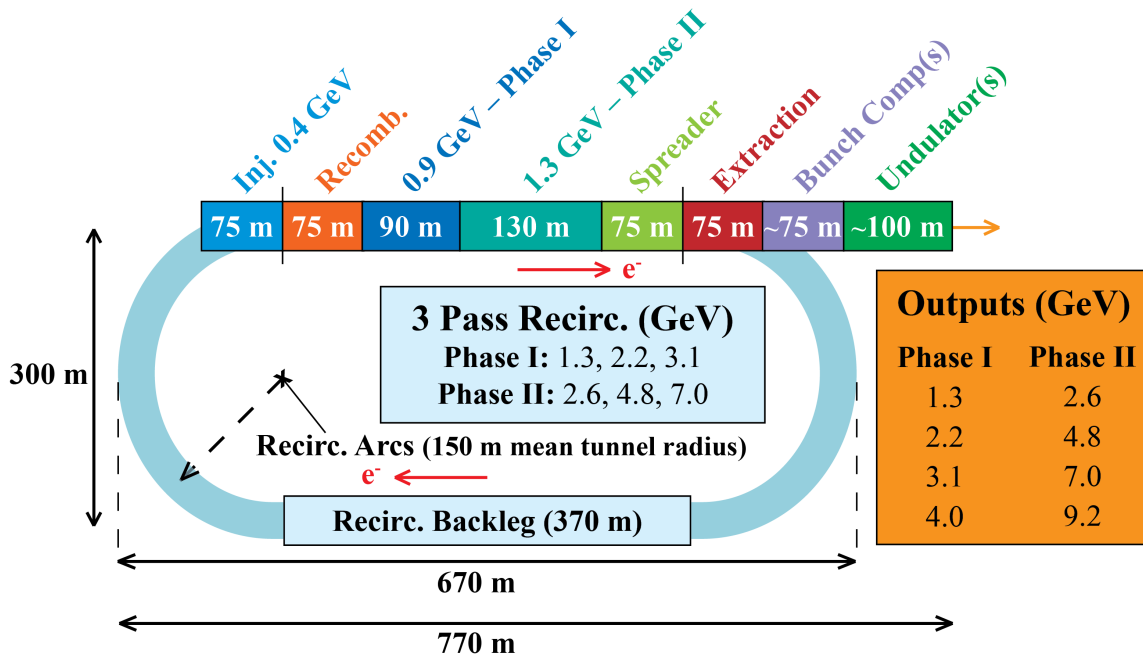 Inj. 0.4 GeV
Recomb.
0.9 GeV – Phase I
1.3 GeV – Phase II
Spreader
Extraction
Bunch Comp(s)
Undulator(s)
75 m 75 m 90 m 130 m 75 m 75 m ~75 m ~100 m
e-
3 Pass Recirc. (GeV)
Phase I: 1.3, 2.2, 3.1
Phase II: 2.6, 4.8, 7.0
Outputs (GeV)
Phase I Phase II
1.3 2.6
2.2 4.8
3.1 7.0
4.0 9.2
300 m
Recirc. Arcs (150 m mean tunnel radius)
e-
Recirc. Backleg (370 m)
670 m
770 m